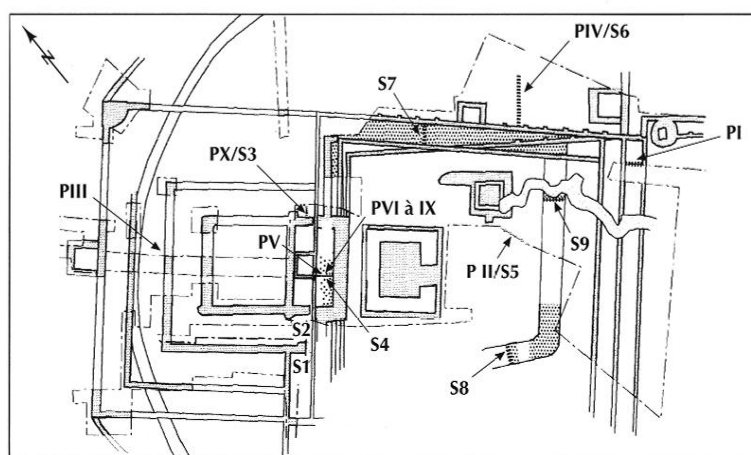 N
PIV/S6
S7
PI
PX/S3
PIII
PVI à IX
PV
S9
P II/S5
S2
S4
S1
S8